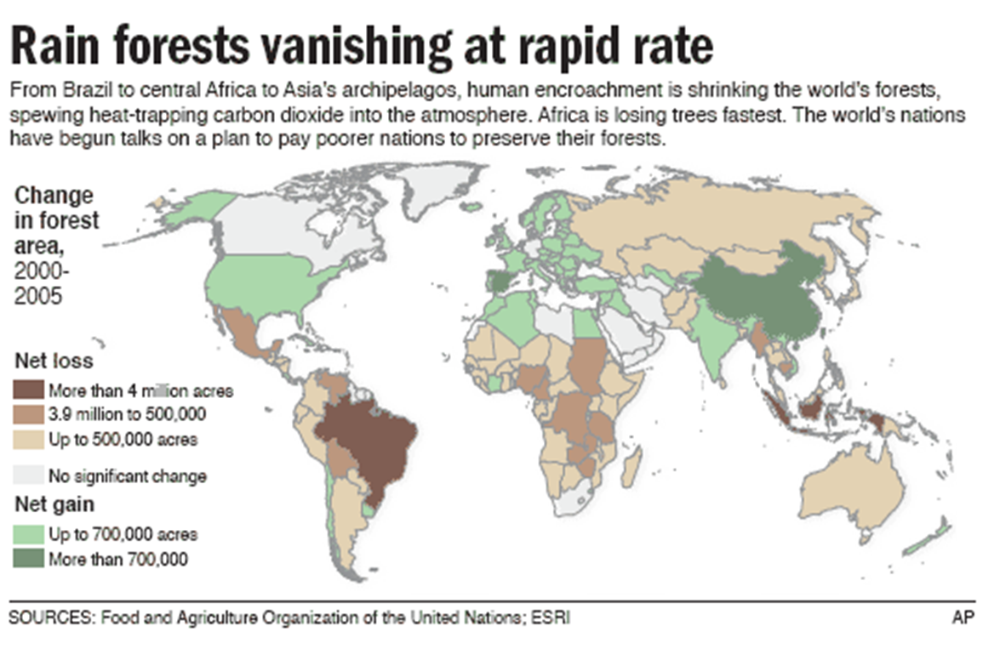 Rain forests vanishing at rapid rate
From Brazil to central Africa to Asia's archipelagos, human encroachment is shrinking the world's forests,
spewing heat-trapping carbon dioxide into the atmosphere. Africa is losing trees fastest. The world's nations
have begun talks on a plan to pay poorer nations to preserve their forests.
Change
in forest
area,
2000-
2005
Net loss
More than 4 million acres
3.9 million to 500,000
Up to 500,000 acres
No significant change
Net gain
Up to 700,000 acres
More than 700,000
SOURCES: Food and Agriculture Organization of the United Nations; ESRI
AP